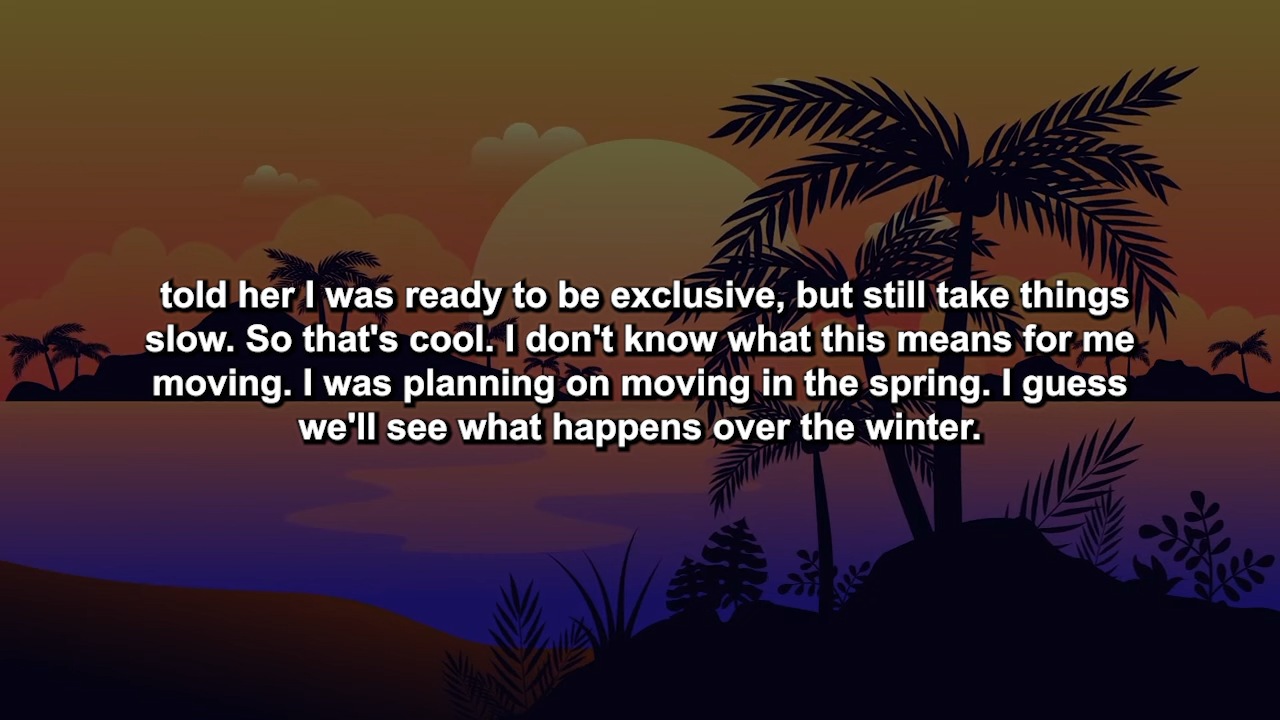 told her I was ready to be exclusive, but still take things
slow. So that's cool. I don't know what this means for me
moving. I was planning on moving in the spring. I guess
we'll see what happens over the winter.